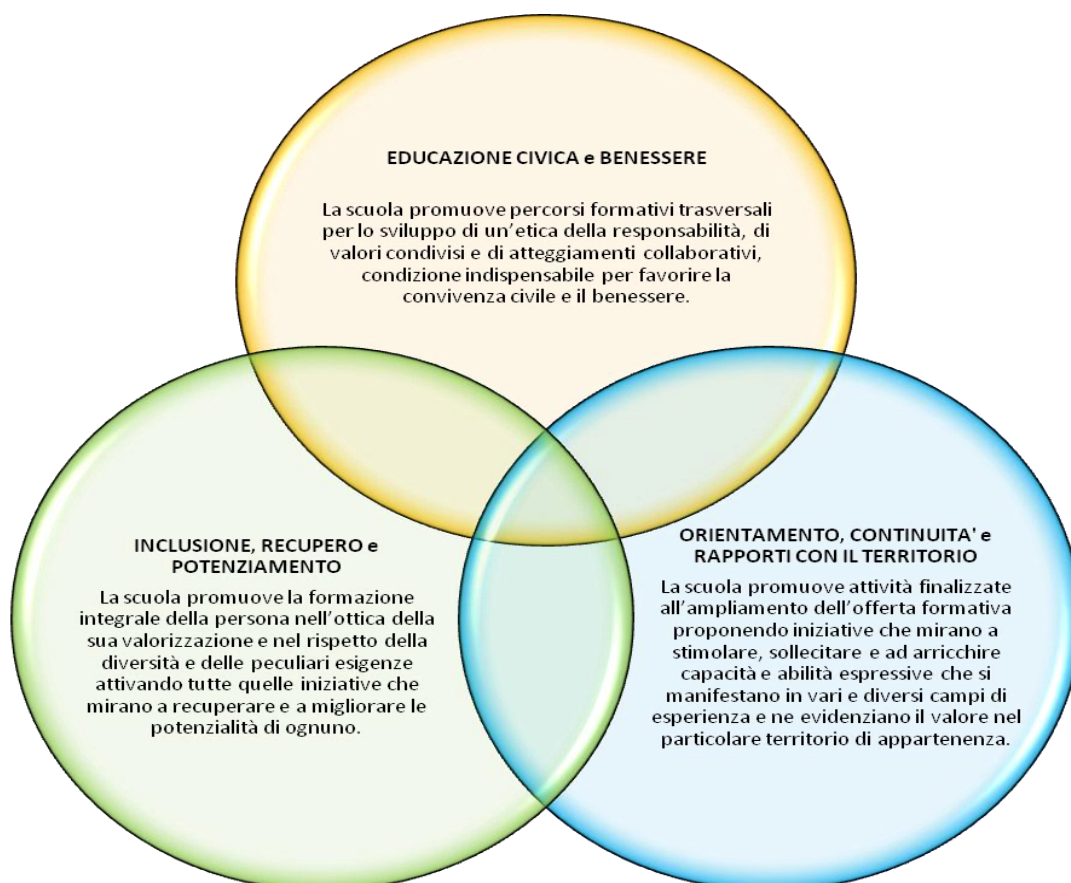 EDUCAZIONE CIVICA e BENESSERE
La scuola promuove percorsi formativi trasversali
per lo sviluppo di un'etica della responsabilità, di
valori condivisi e di atteggiamenti collaborativi,
condizione indispensabile per favorire la
convivenza civile e il benessere.
INCLUSIONE, RECUPERO e
POTENZIAMENTO
La scuola promuove la formazione
integrale della persona nell'ottica della
sua valorizzazione e nel rispetto della
diversità e delle peculiari esigenze
attivando tutte quelle iniziative che
mirano a recuperare e a migliorare le
potenzialità di ognuno.
ORIENTAMENTO, CONTINUITA' e
RAPPORTI CON IL TERRITORIO
La scuola promuove attività finalizzate
all'ampliamento dell'offerta formativa
proponendo iniziative che mirano a
stimolare, sollecitare e ad arricchire
capacità e abilità espressive che si
manifestano in vari e diversi campi di
esperienza e ne evidenziano il valore nel
particolare territorio di appartenenza.